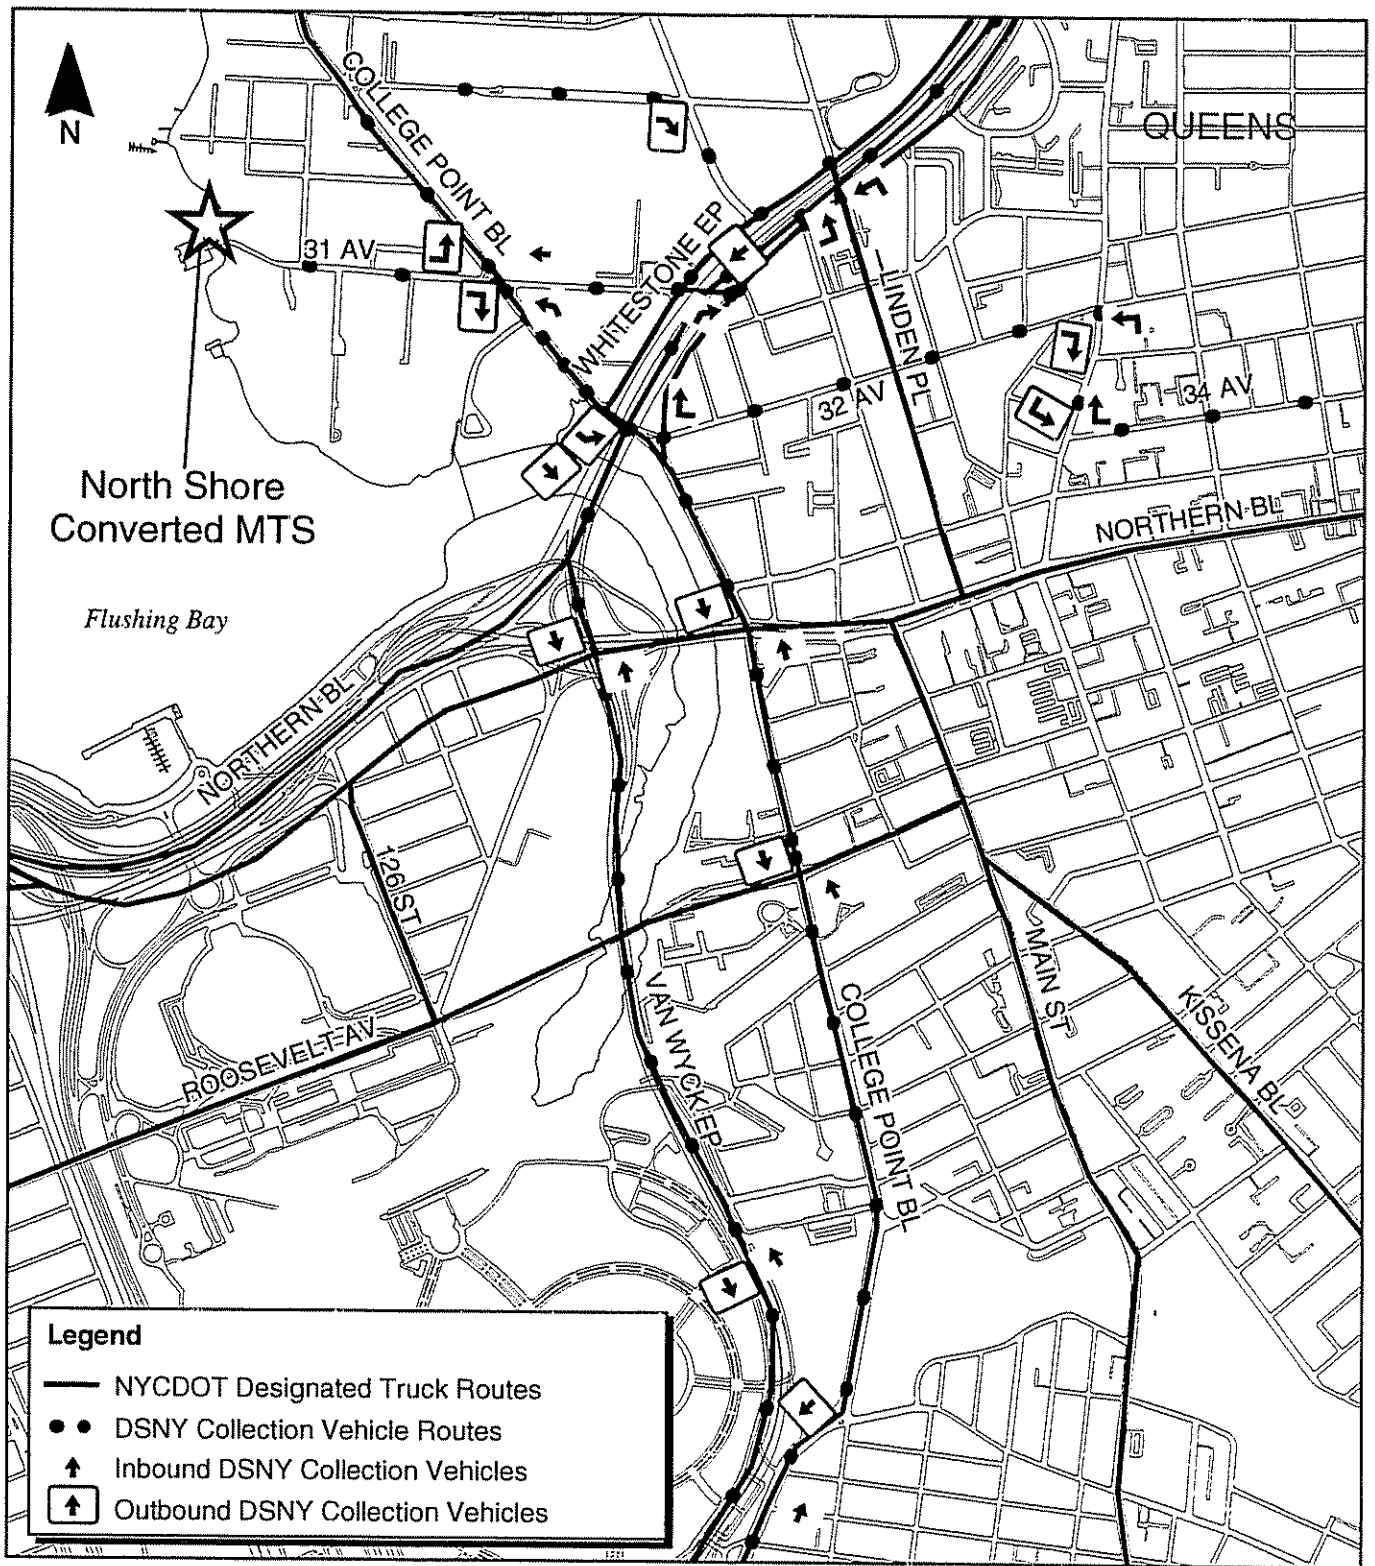 N
COLLEGE POINT BL
QUEENS
31 AV
WHITESTONE EP
LINDEN PL
32 AV
34 AV
North Shore
Converted MTS
NORTHERN BL
Flushing Bay
NORTHERN BL
126 ST
MAIN ST
VAN WYCK EP
COLLEGE POINT BL
KISSENA BL
ROOSEVELT AV
Legend
NYCDOT Designated Truck Routes
DSNY Collection Vehicle Routes
Inbound DSNY Collection Vehicles
Outbound DSNY Collection Vehicles